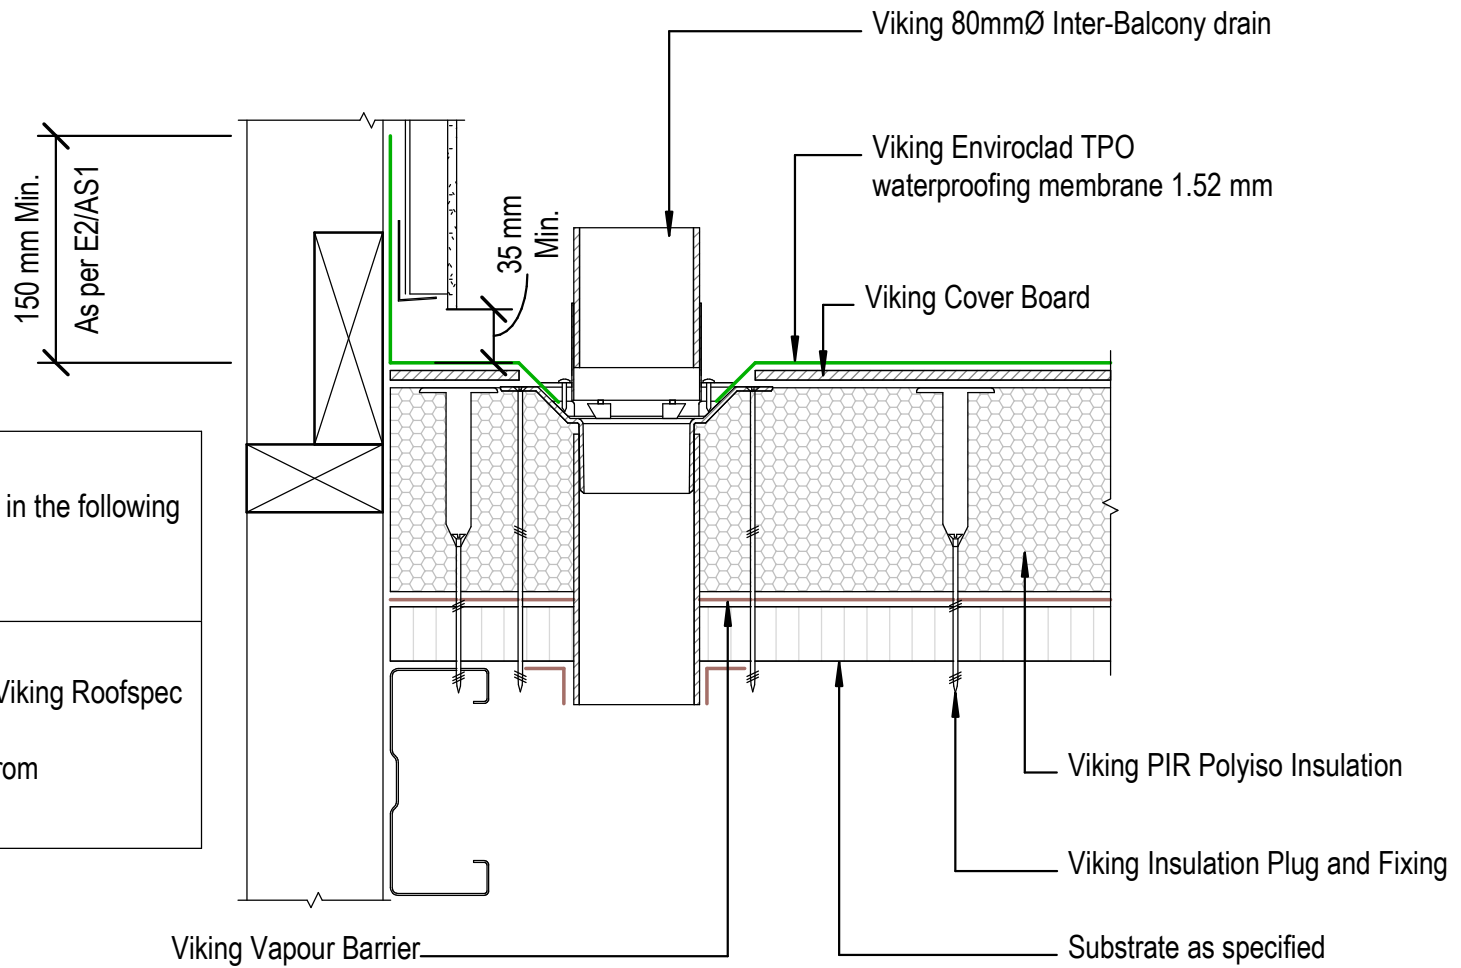 Viking 80mmØ Inter-Balcony drain
Viking Enviroclad TPO
waterproofing membrane 1.52 mm
150 mm Min.
As per E2/AS1
35 mm
Min.
Viking Cover Board
in the following
Viking Roofspec
rom
Viking PIR Polyiso Insulation
Viking Insulation Plug and Fixing
Viking Vapour Barrier
Substrate as specified